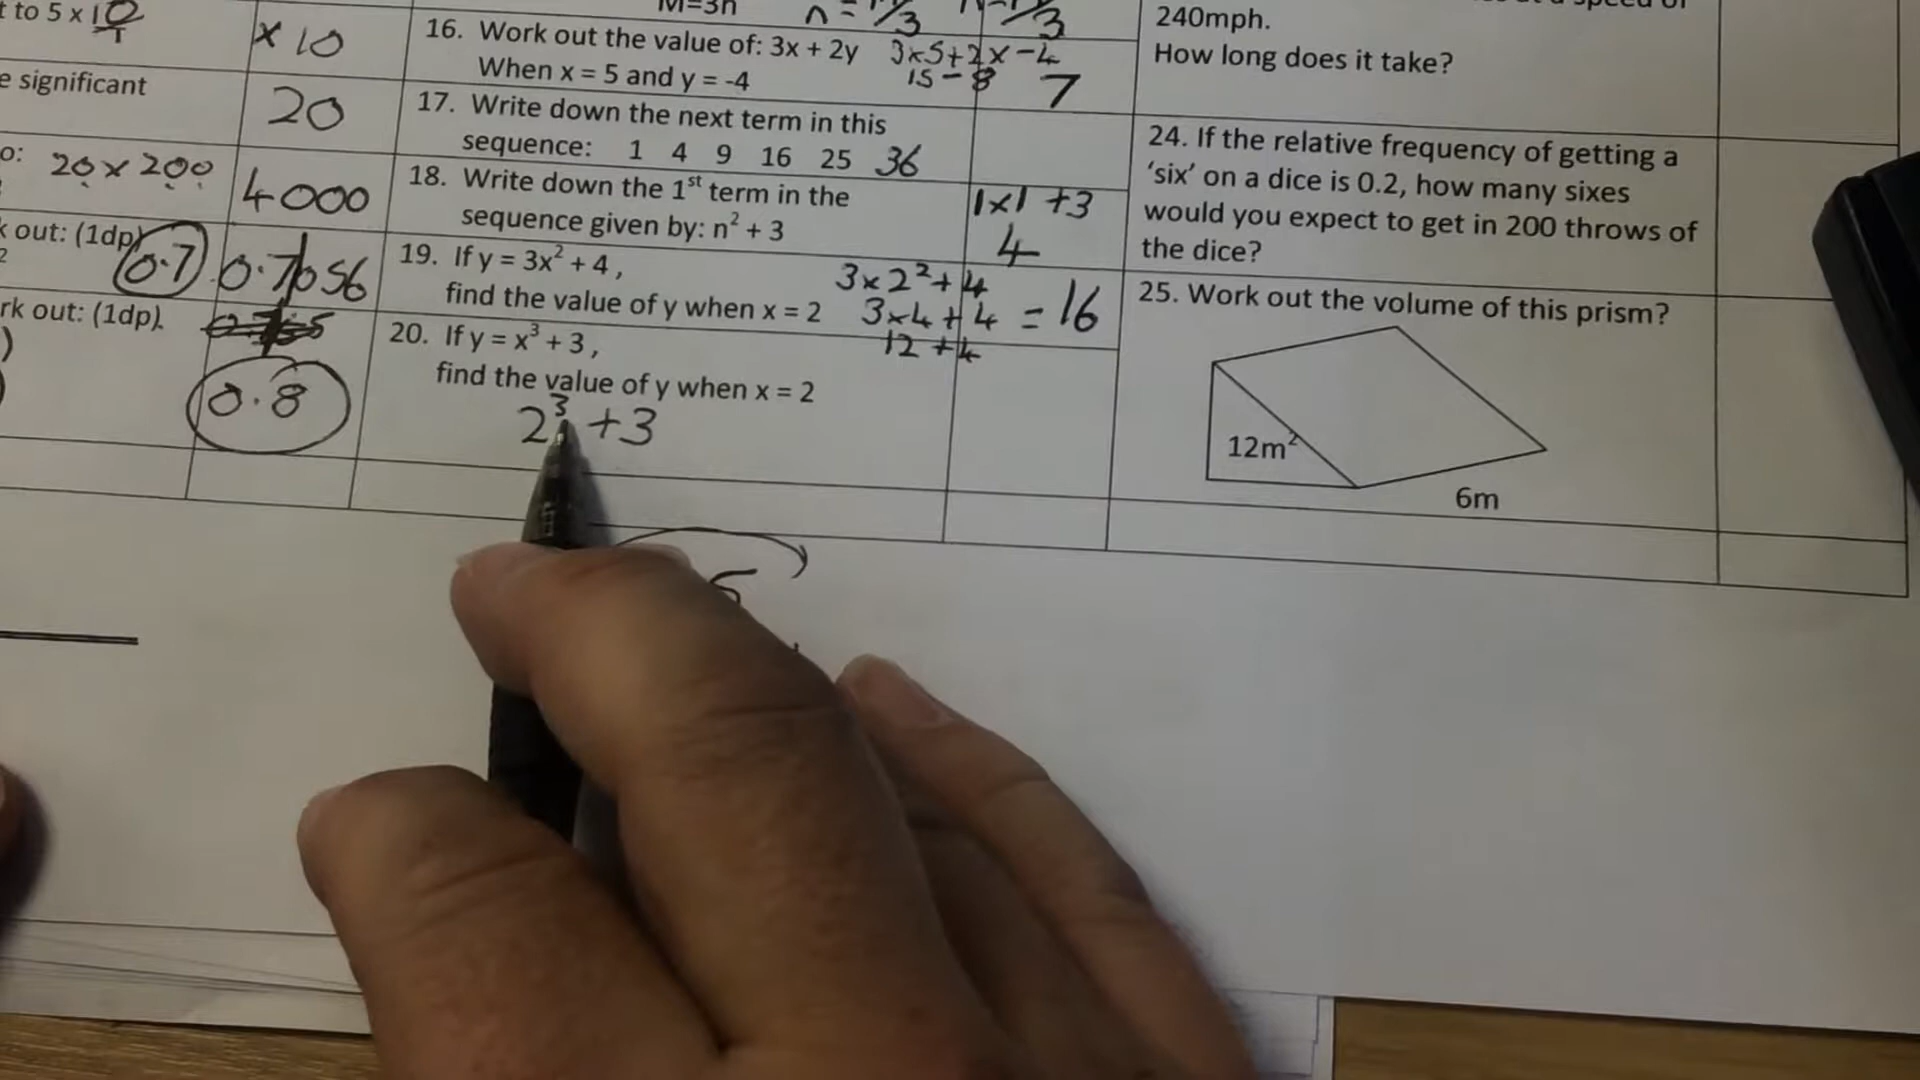 t to 5 x 10/1
x 10
e significant
20
o: 20 x 200
4000
k out: (1dp)
2
0.7
0.7056
rk out: (1dp).
)
0.8
M=3n
16. Work out the value of: 3x + 2y
When x = 5 and y = -4
3x5+2x-4
15-8
7
17. Write down the next term in this
sequence: 1 4 9 16 25 36
18. Write down the 1st term in the
sequence given by: n² + 3
1x1 +3
4
19. If y = 3x² + 4 ,
find the value of y when x = 2
3x2²+4
3x4+4 = 16
12 +4
20. If y = x³ + 3 ,
find the value of y when x = 2
2³ +3
240mph.
How long does it take?
24. If the relative frequency of getting a
'six' on a dice is 0.2, how many sixes
would you expect to get in 200 throws of
the dice?
25. Work out the volume of this prism?
12m²
6m
5